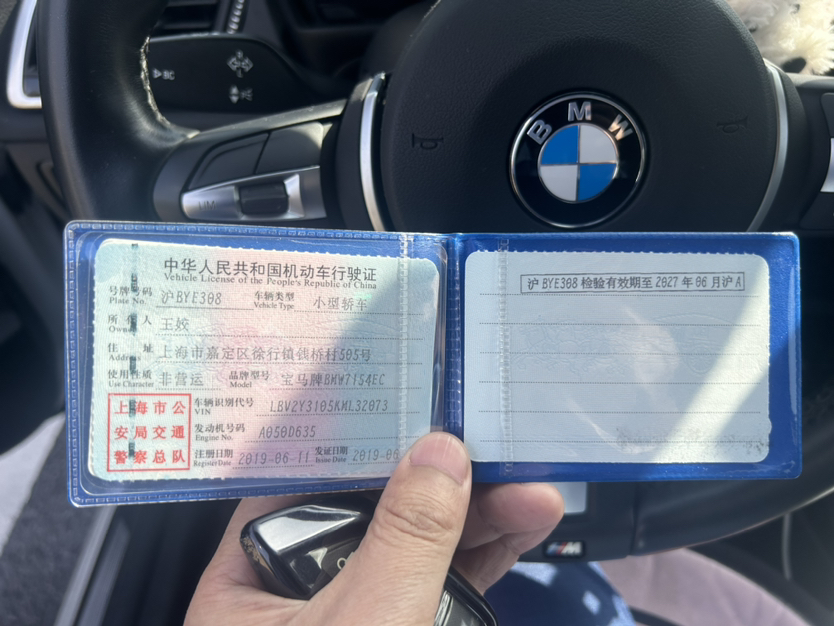 BMW
中华人民共和国机动车行驶证
Vehicle License of the People's Republic of China
号牌号码 Plate No. 沪BYE308 车辆类型 Vehicle Type 小型轿车
所有人 Owner 王姣
住址 Address 上海市嘉定区徐行镇钱桥村505号
使用性质 Use Character 非营运 品牌型号 Model 宝马牌BMW7154EC
上海市公
安局交通
警察总队
车辆识别代号 VIN LBV2Y3105KML32073
发动机号码 Engine No. A050D635
注册日期 Register Date 2019-06-11 发证日期 Issue Date 2019-06
沪BYE308 检验有效期至 2027 年 06 月沪A
M